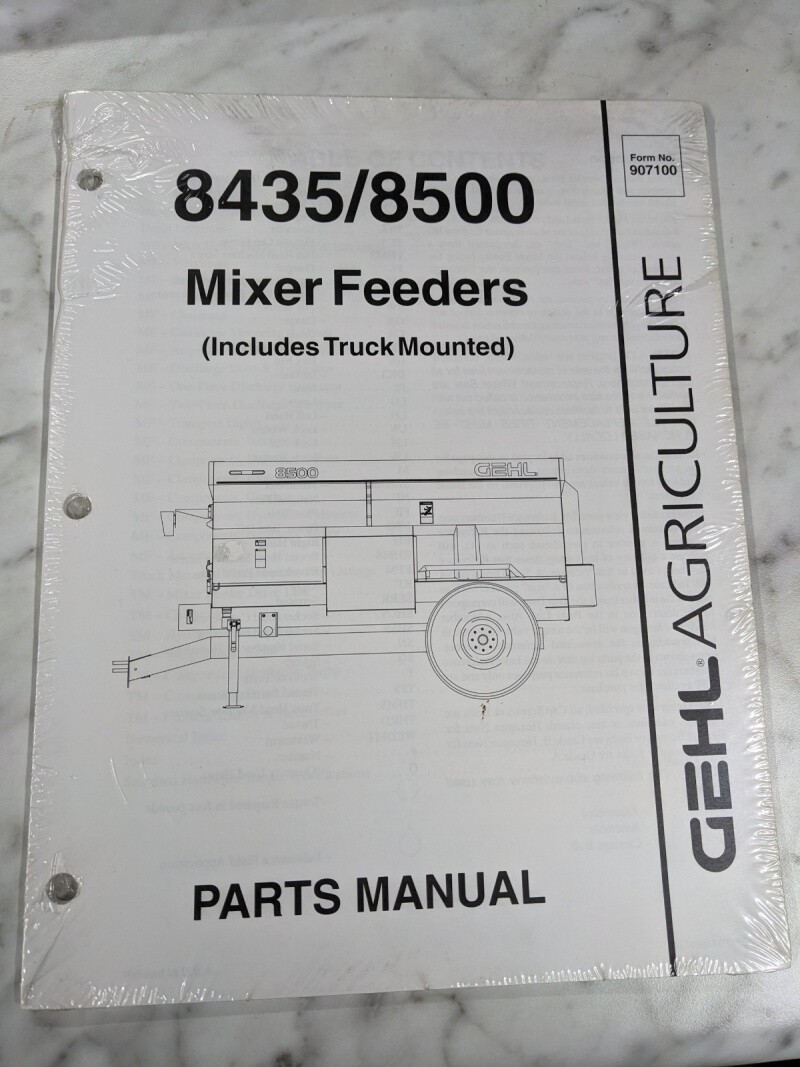 8435/8500
Form No.
907100
Mixer Feeders
(Includes Truck Mounted)
8500
GEHL
GEHL® AGRICULTURE
PARTS MANUAL